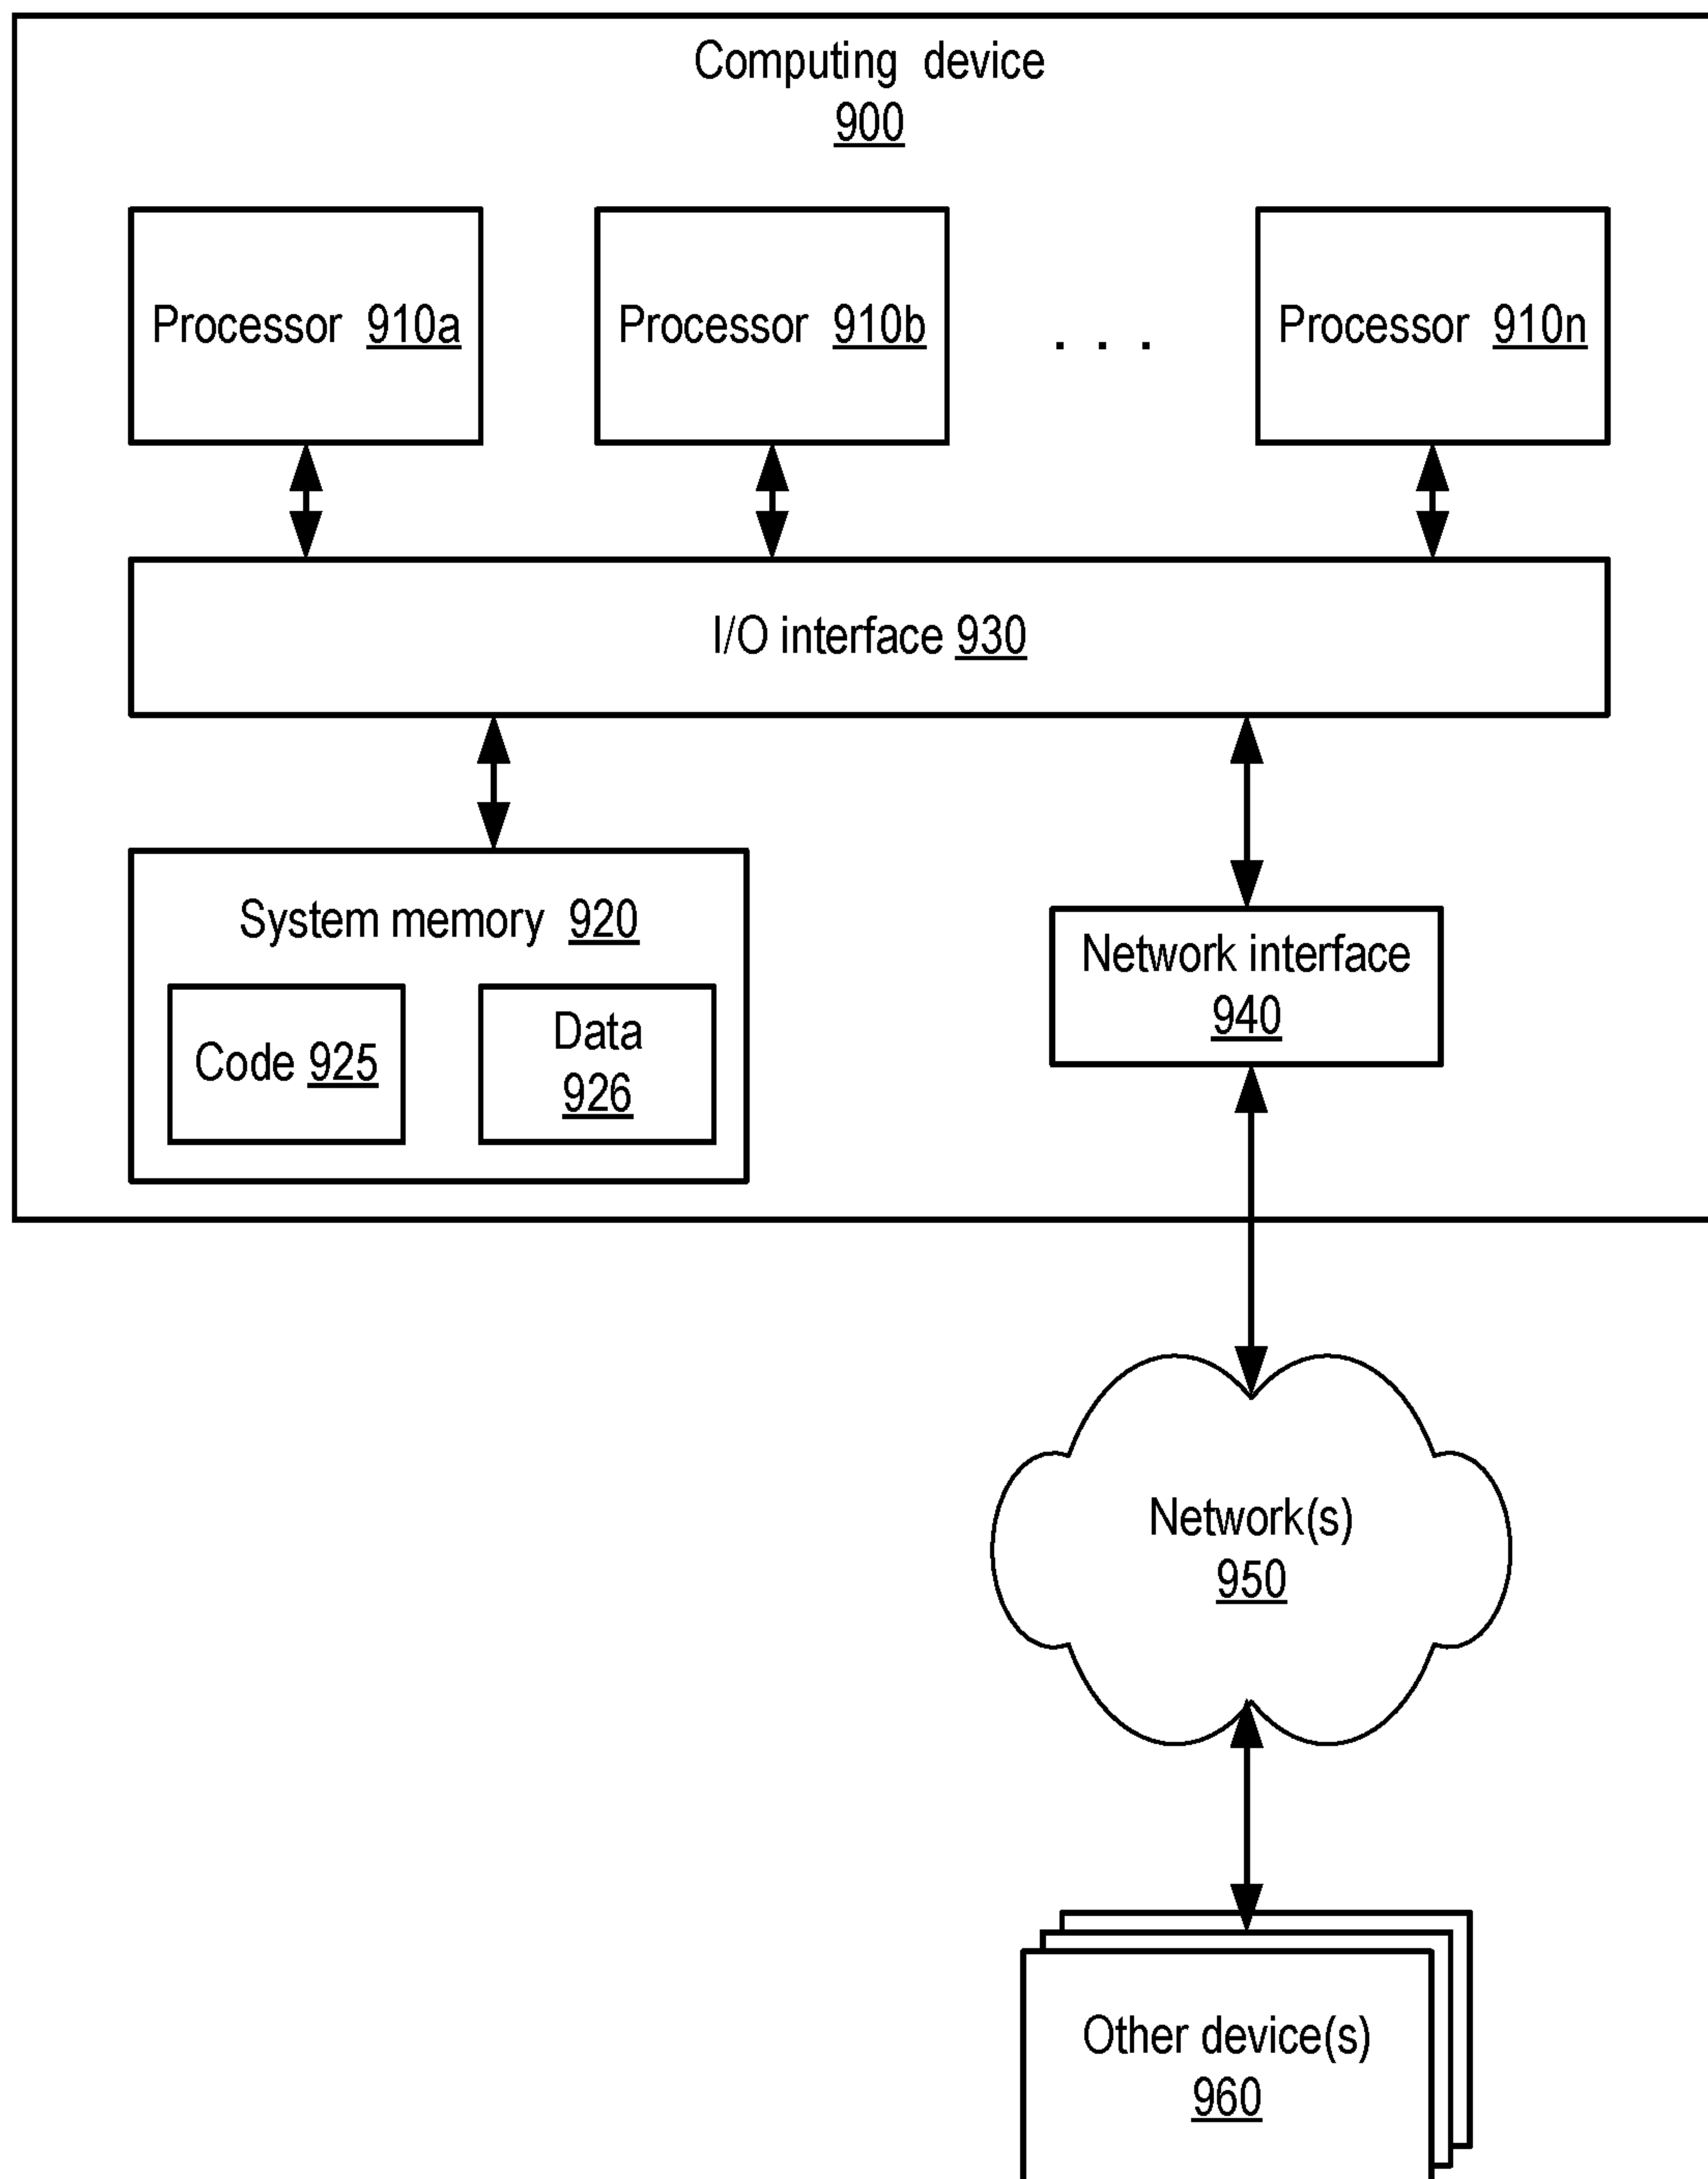 Computing device
900
Processor 910a
Processor 910b
. . .
Processor 910n
I/O interface 930
System memory 920
Code 925
Data
926
Network interface
940
Network(s)
950
Other device(s)
960